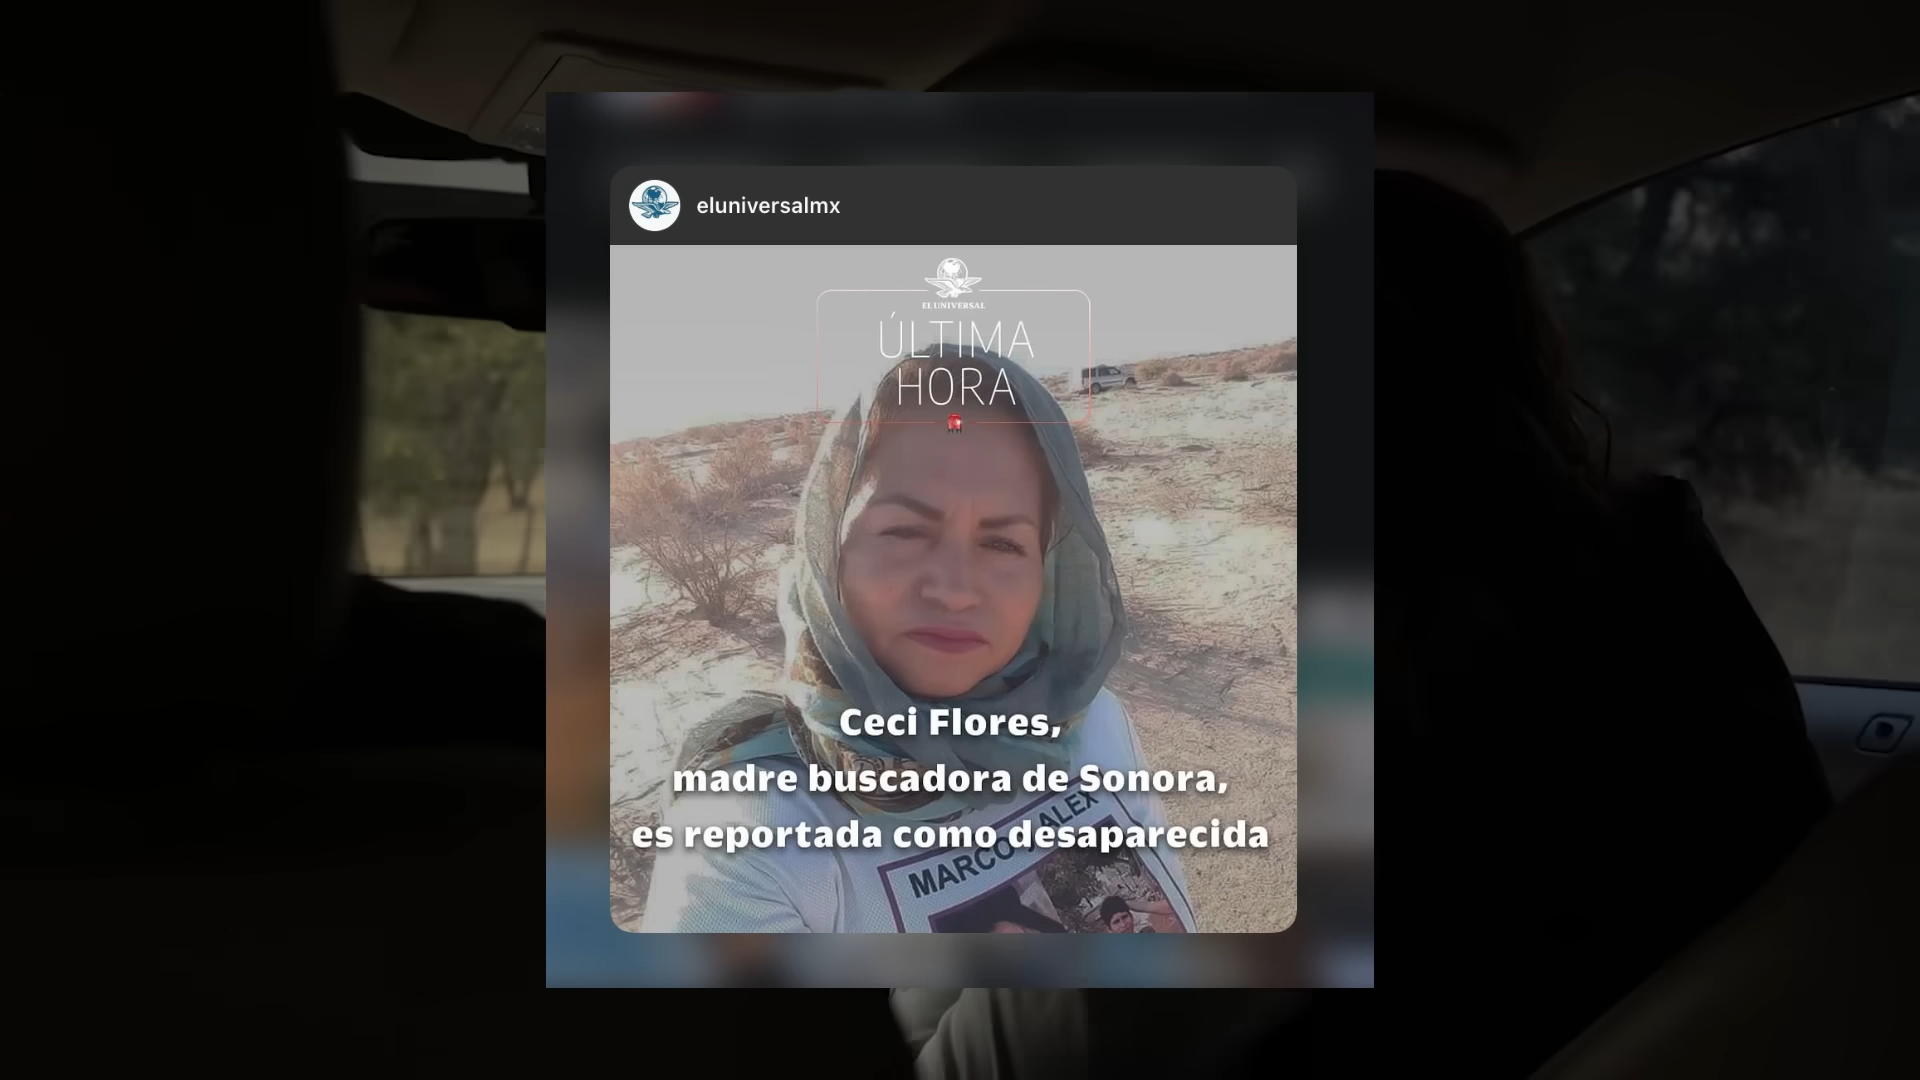 eluniversalmx
EL UNIVERSAL
ÚLTIMA
HORA
Ceci Flores,
madre buscadora de Sonora,
es reportada como desaparecida
MARCO Y ALEX